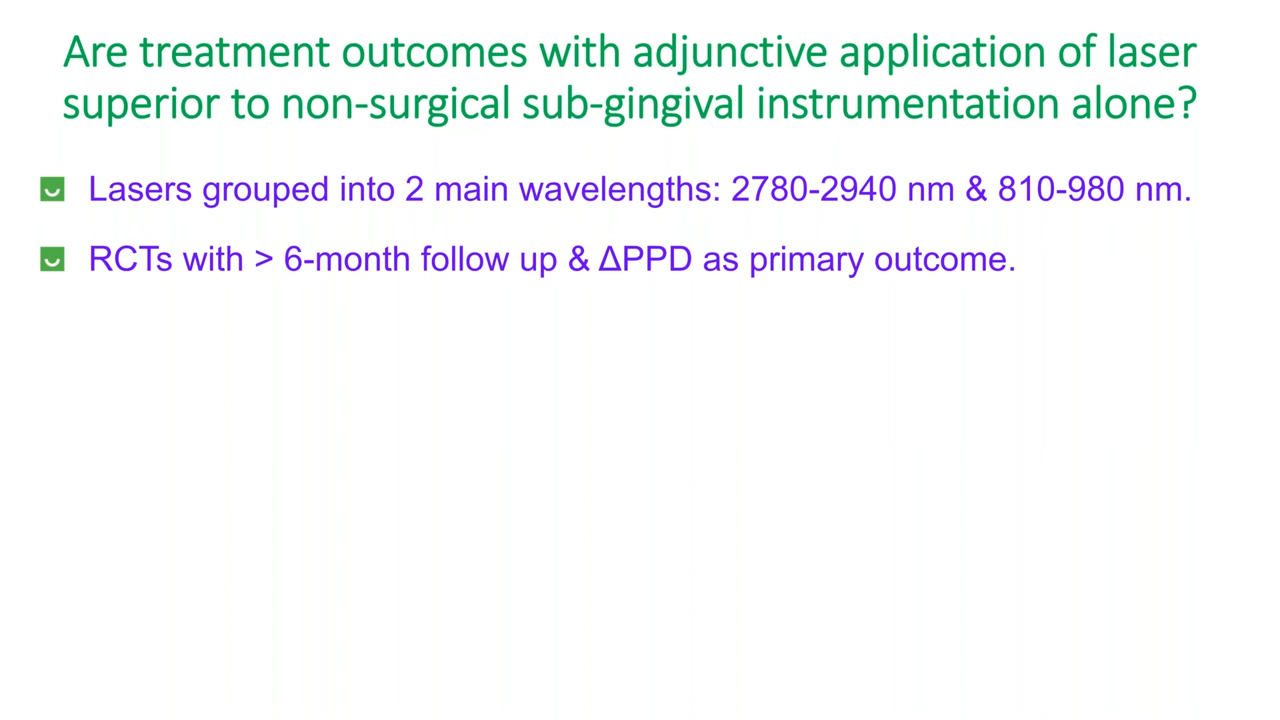 Are treatment outcomes with adjunctive application of laser
superior to non-surgical sub-gingival instrumentation alone?
Lasers grouped into 2 main wavelengths: 2780-2940 nm & 810-980 nm.
RCTs with > 6-month follow up & ΔPPD as primary outcome.